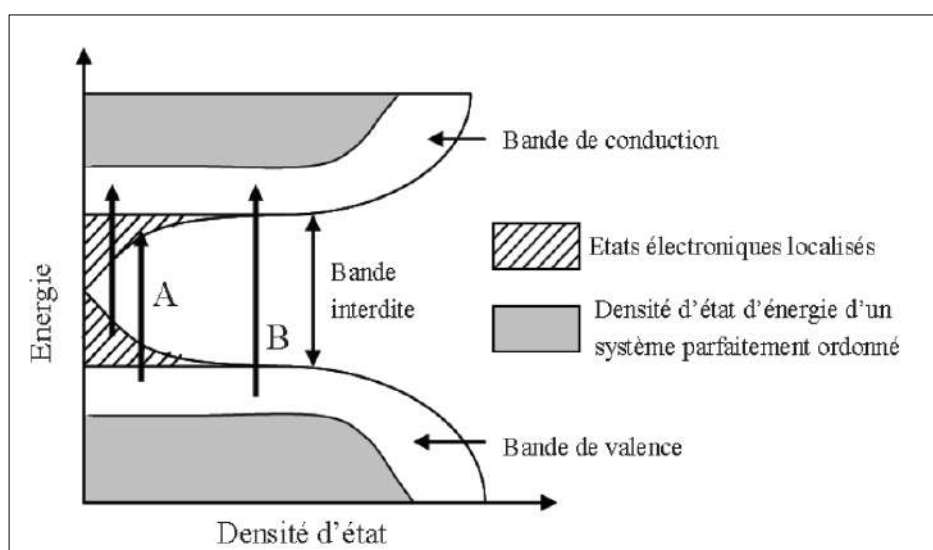 Bande de conduction
Etats électroniques localisés
Bande
interdite
Densité d'état d'énergie d'un
système parfaitement ordonné
Bande de valence
A
B
Energie
Densité d'état